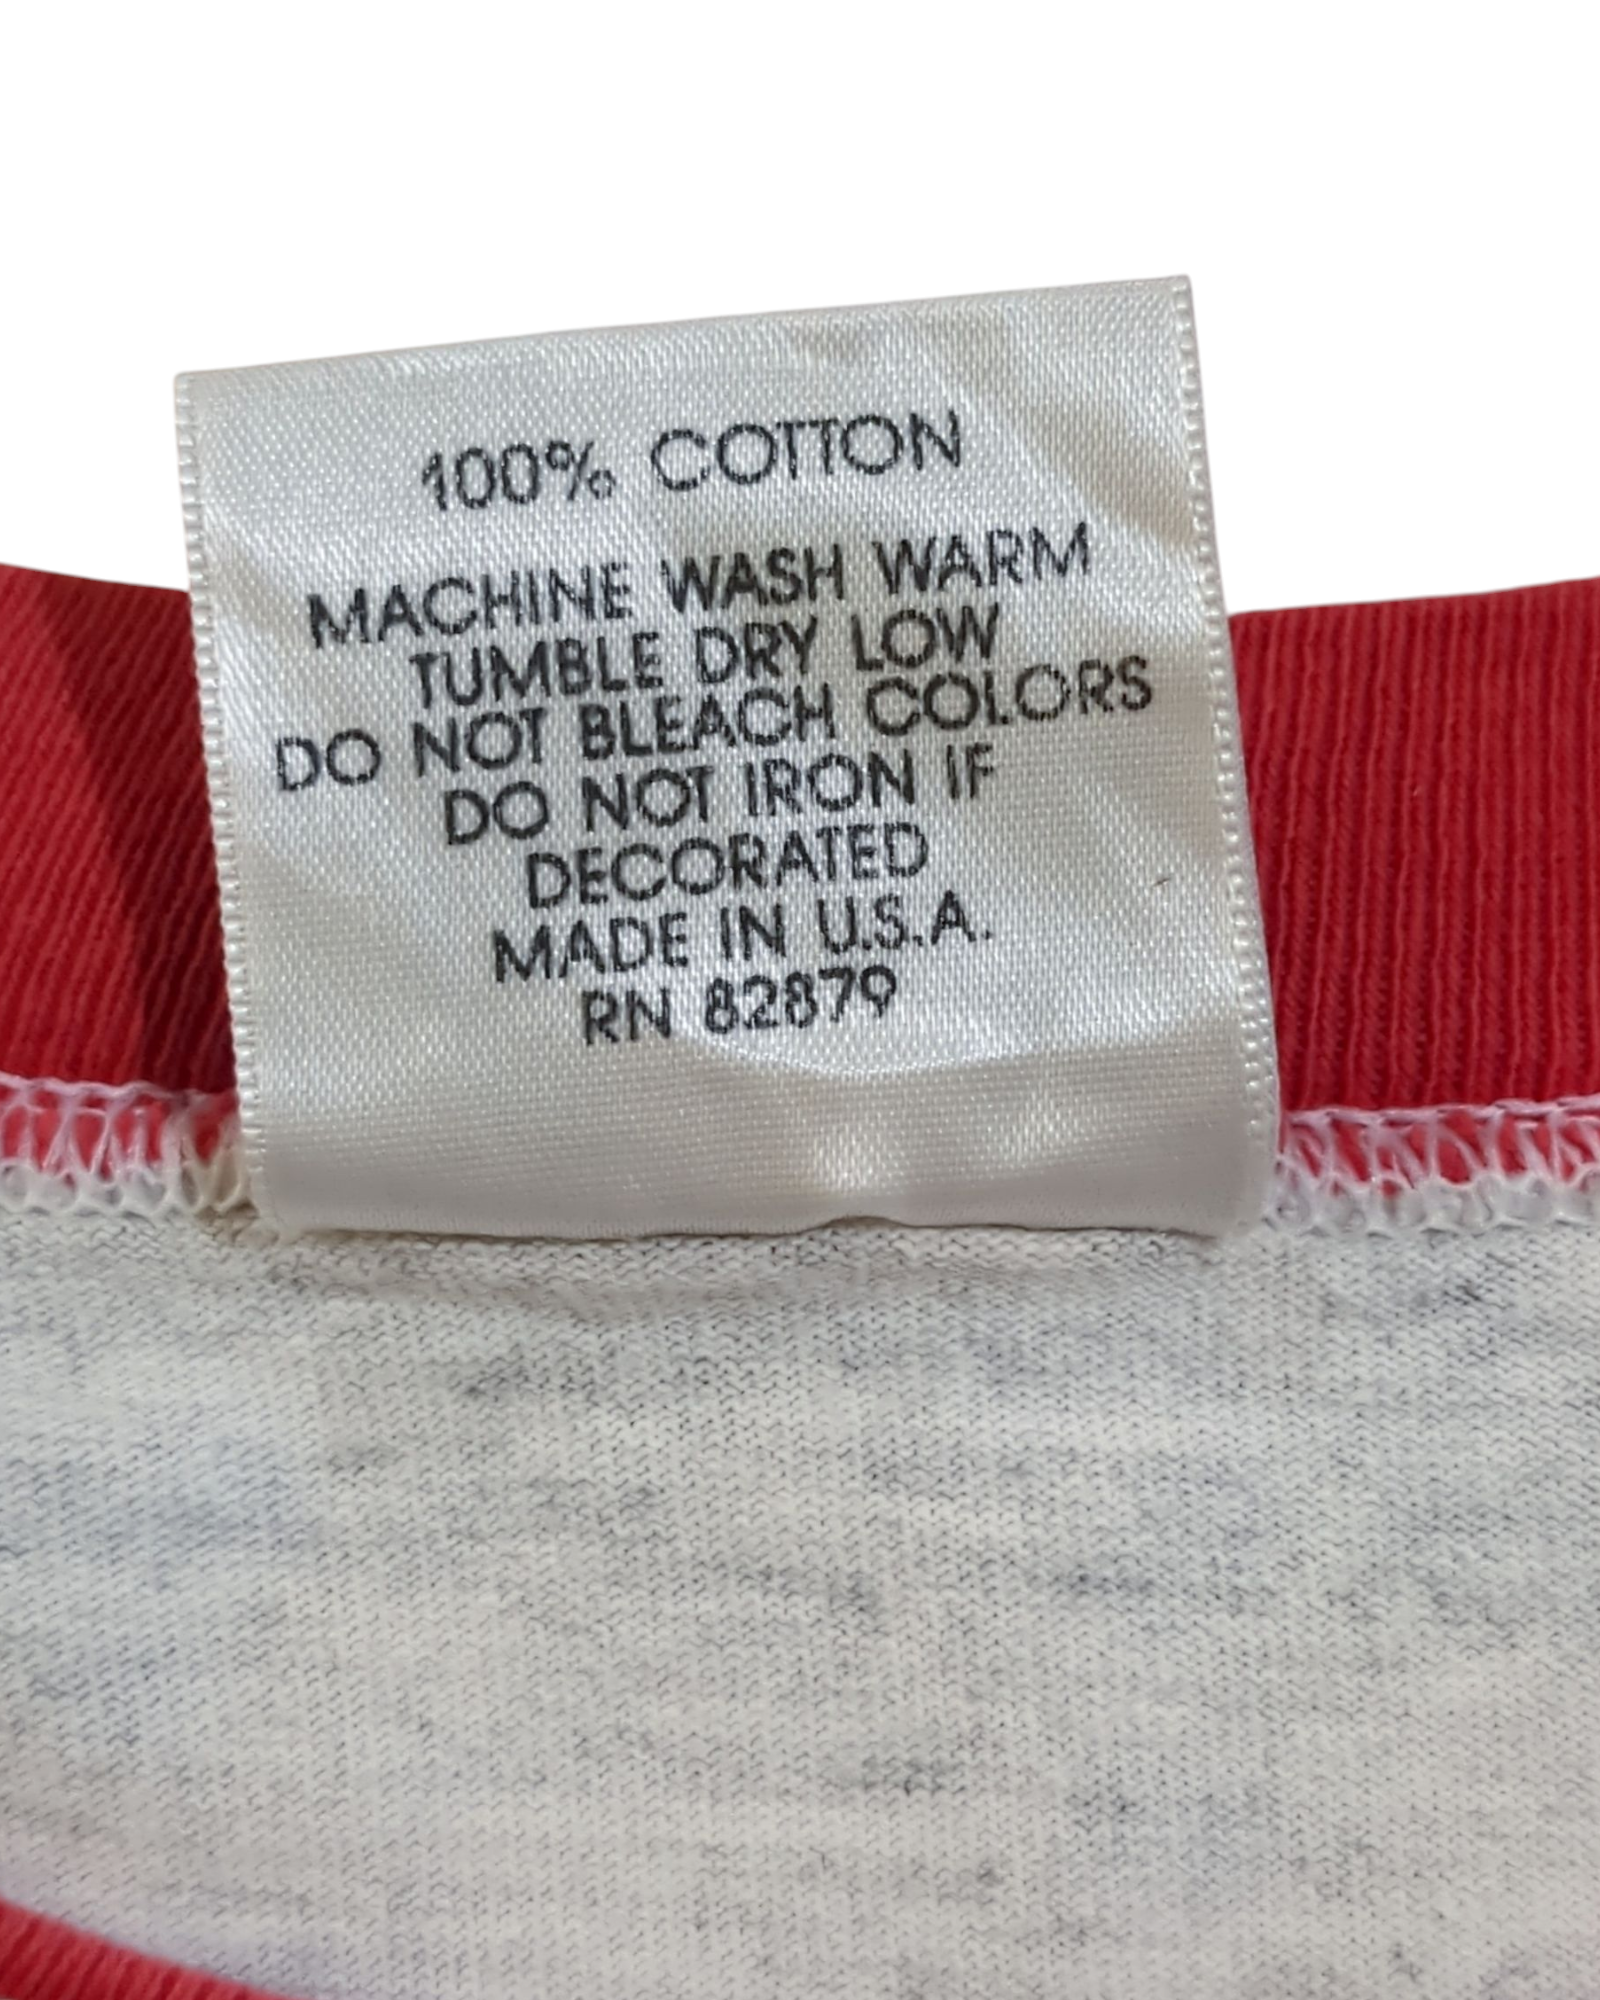 100% COTTON
MACHINE WASH WARM
TUMBLE DRY LOW
DO NOT BLEACH COLORS
DO NOT IRON IF
DECORATED
MADE IN U.S.A.
RN 82879